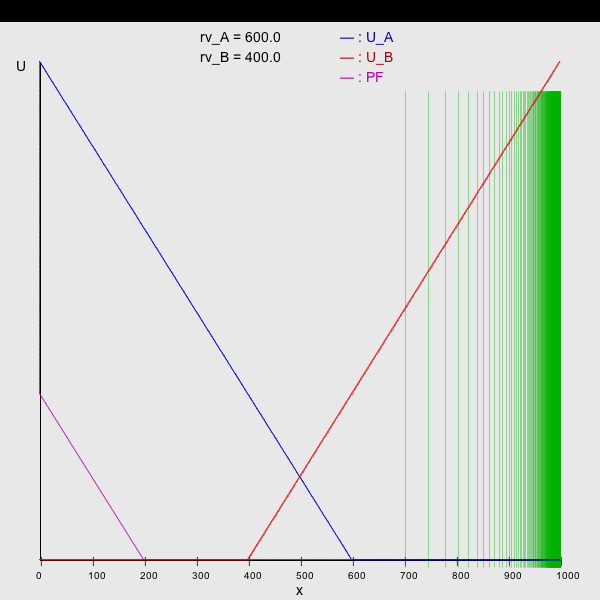 rv_A = 600.0 — : U_A
rv_B = 400.0 — : U_B
U
— : PF
0 100 200 300 400 500 600 700 800 900 1000
x